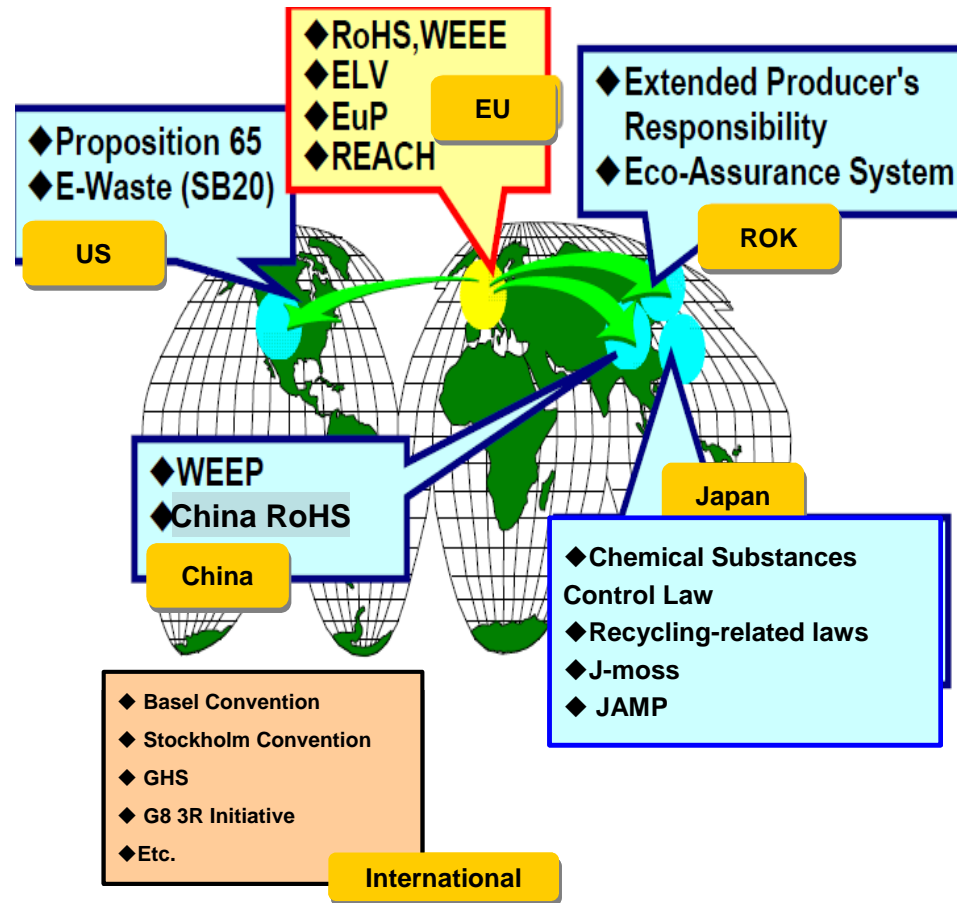 ◆RoHS,WEEE
◆ELV
◆EuP
◆REACH
EU
◆Proposition 65
◆E-Waste (SB20)
US
◆Extended Producer's
Responsibility
◆Eco-Assurance System
ROK
◆WEEP
◆China RoHS
China
Japan
◆Chemical Substances
Control Law
◆Recycling-related laws
◆J-moss
◆ JAMP
◆ Basel Convention
◆ Stockholm Convention
◆ GHS
◆ G8 3R Initiative
◆Etc.
International